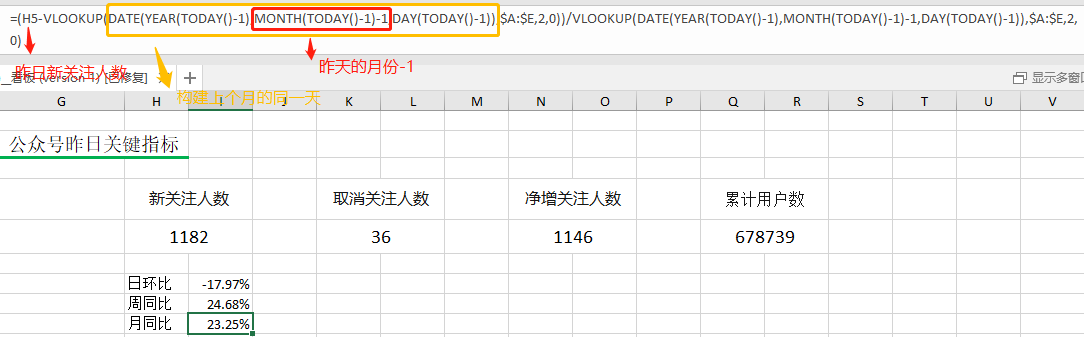 =(H5-VLOOKUP(DATE(YEAR(TODAY()-1),MONTH(TODAY()-1)-1,DAY(TODAY()-1)),$A:$E,2,0))/VLOOKUP(DATE(YEAR(TODAY()-1),MONTH(TODAY()-1)-1,DAY(TODAY()-1)),$A:$E,2,
0)
昨日新关注人数
昨天的月份-1
看板 (version 1) [已修复]
显示多窗
构建上个月的同一天
G H I J K L M N O P Q R S T U V
公众号昨日关键指标
新关注人数 取消关注人数 净增关注人数 累计用户数
1182 36 1146 678739
日环比 -17.97%
周同比 24.68%
月同比 23.25%